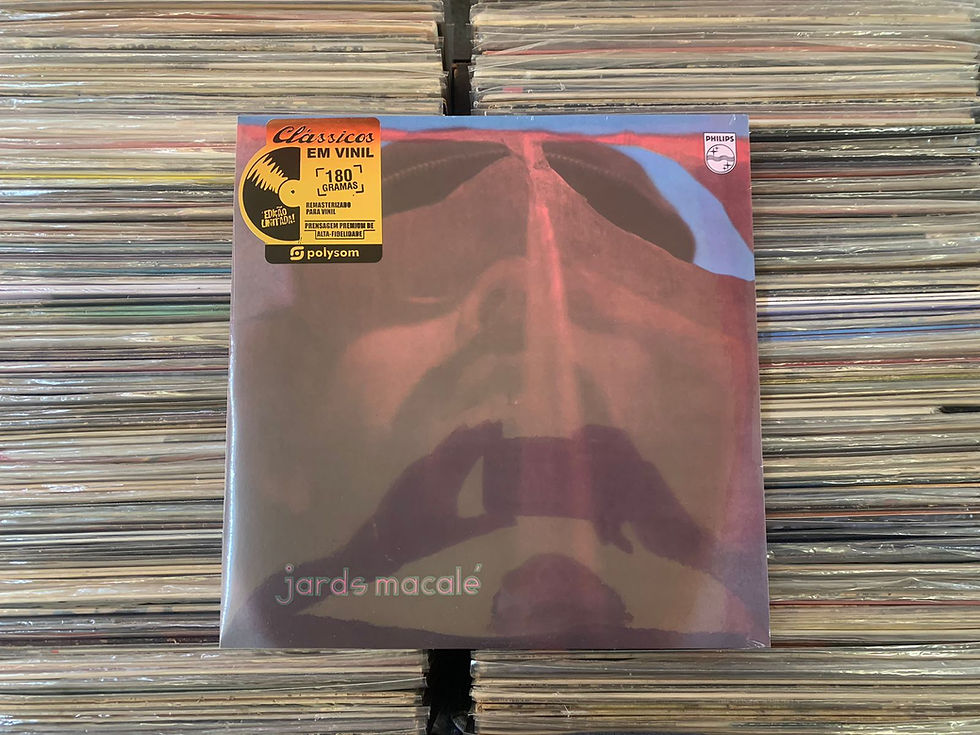 Clássicos
EM VINIL
180
GRAMAS
EDIÇÃO
LIMITADA!
REMASTERIZADO
PARA VINIL
PRENSAGEM PREMIUM DE
ALTA-FIDELIDADE
polysom
PHILIPS
jards macalé